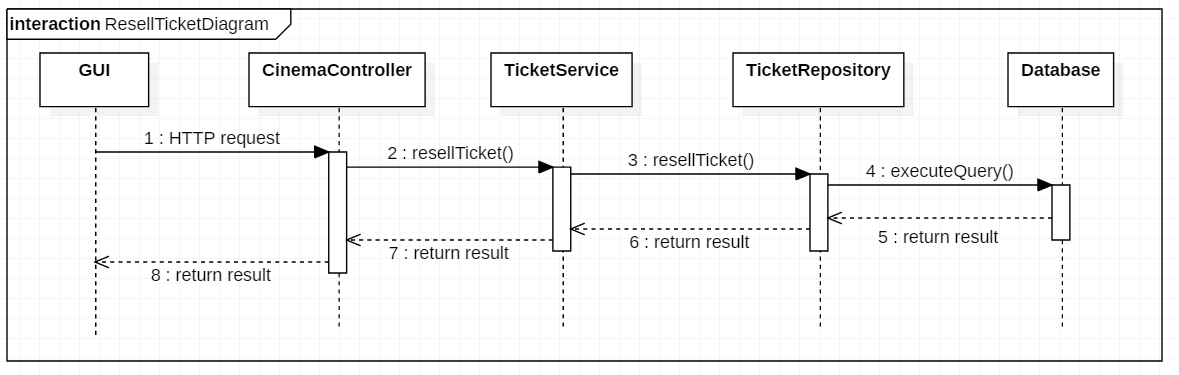 interaction ResellTicketDiagram
GUI
CinemaController
TicketService
TicketRepository
Database
1 : HTTP request
2 : resellTicket()
3 : resellTicket()
4 : executeQuery()
5 : return result
6 : return result
7 : return result
8 : return result